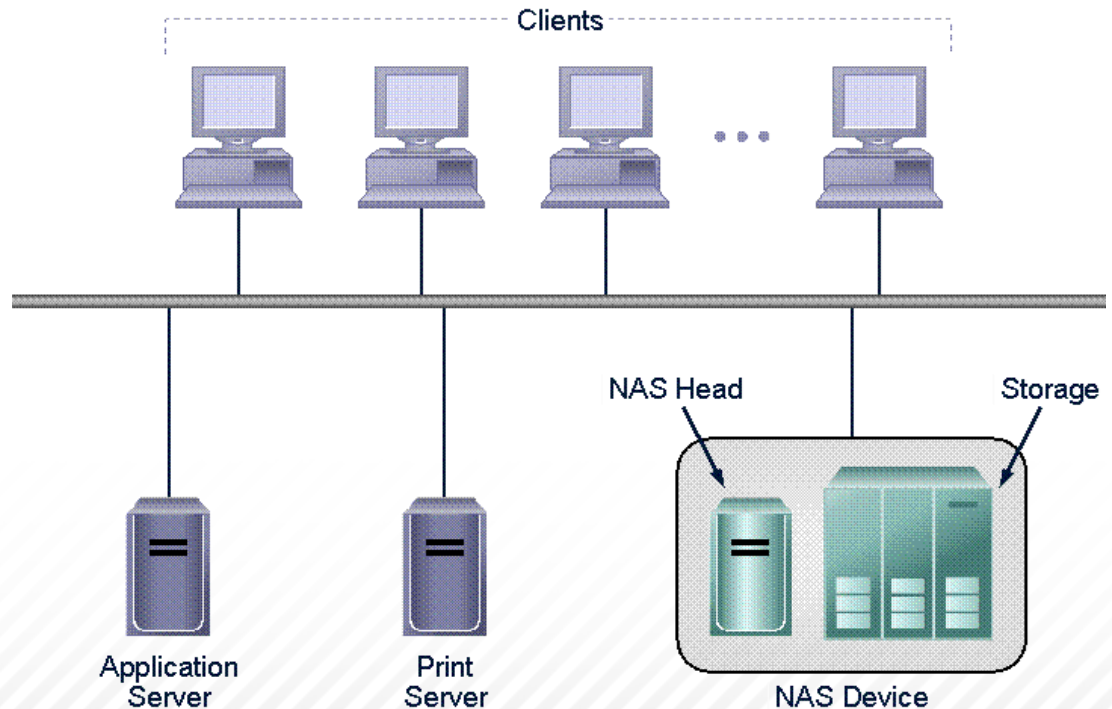 Clients
NAS Head
Storage
Application
Server
Print
Server
NAS Device